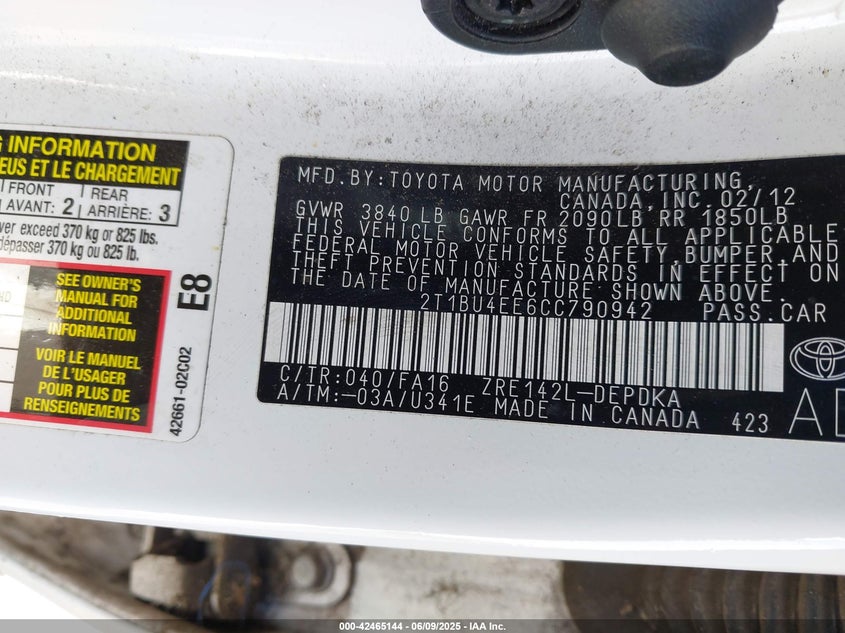 G INFORMATION
EUS ET LE CHARGEMENT
FRONT
AVANT: 2
REAR
ARRIÈRE: 3
ver exceed 370 kg or 825 lbs.
dépasser 370 kg ou 825 lb.
SEE OWNER'S
MANUAL FOR
ADDITIONAL
INFORMATION
VOIR LE MANUEL
DE L'USAGER
POUR PLUS DE
RENSEIGNEMENTS
E8
42661-02C02
MFD.BY:TOYOTA MOTOR MANUFACTURING,
CANADA,INC.02/12
GVWR 3840LB GAWR FR 2090LB RR 1850LB
THIS VEHICLE CONFORMS TO ALL APPLICABLE
FEDERAL MOTOR VEHICLE SAFETY,BUMPER,AND
THEFT PREVENTION STANDARDS IN EFFECT ON
THE DATE OF MANUFACTURE SHOWN ABOVE.
2T1BU4EE6CC790942 PASS.CAR
C/TR:040/FA16 ZRE142L-DEPDKA
A/TM:-03A/U341E MADE IN CANADA 423
000-42465144 - 06/09/2025 - IAA Inc.